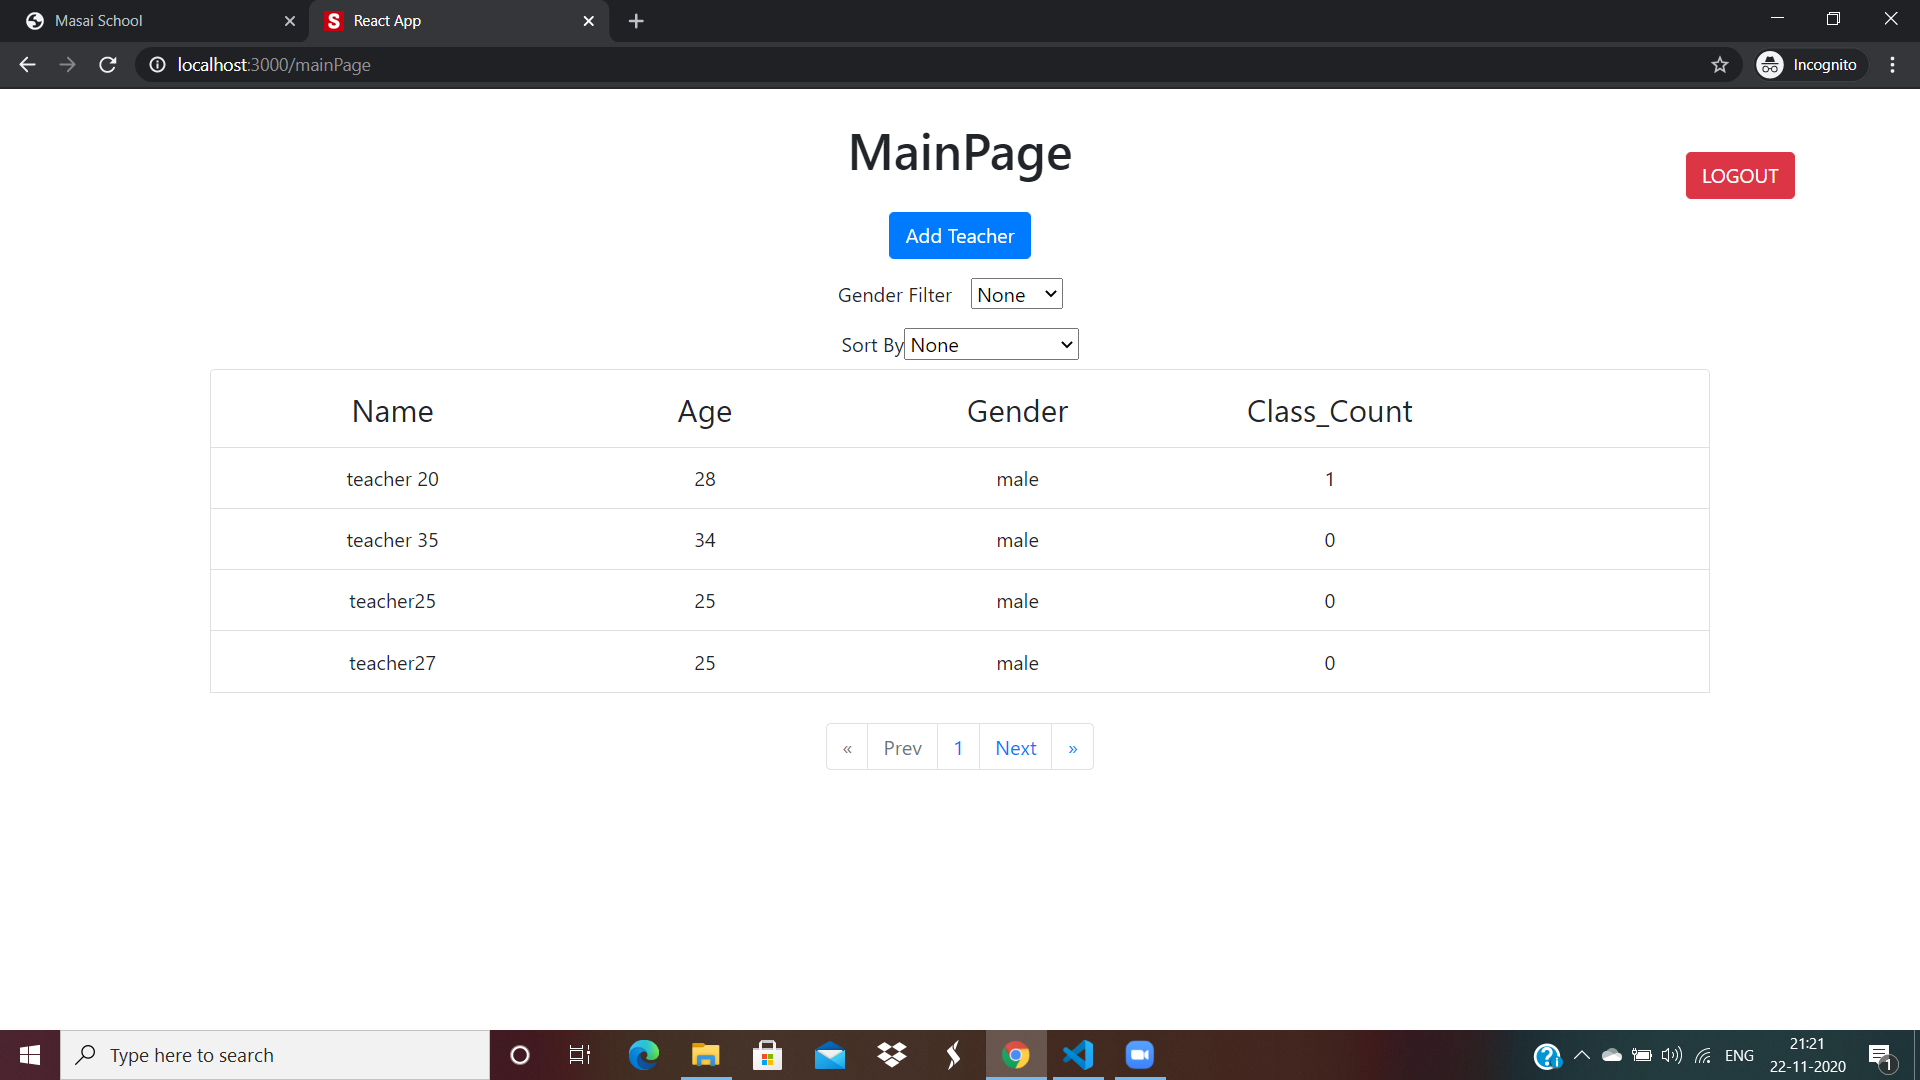 Masai School
React App
localhost:3000/mainPage
Incognito
MainPage
LOGOUT
Add Teacher
Gender Filter None
Sort By None
Name Age Gender Class_Count
teacher 20 28 male 1
teacher 35 34 male 0
teacher25 25 male 0
teacher27 25 male 0
« Prev 1 Next »
Type here to search
ENG
21:21
22-11-2020
1